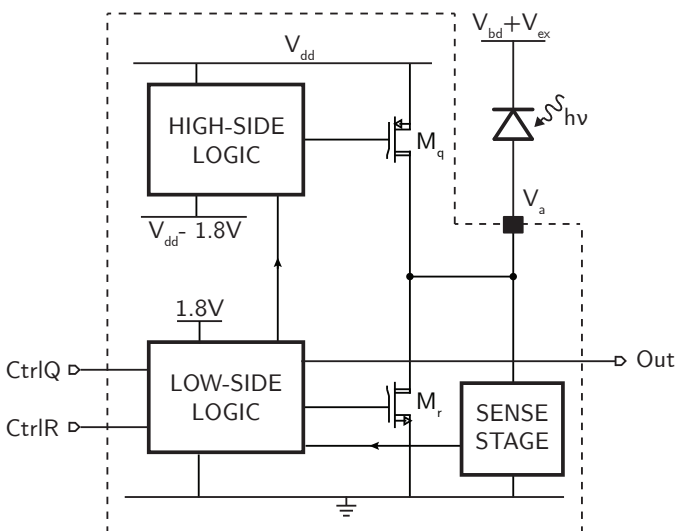 V_bd+V_ex
V_dd
HIGH-SIDE
LOGIC
M_q
hν
V_a
V_dd- 1.8V
1.8V
CtrlQ
Out
LOW-SIDE
LOGIC
M_r
SENSE
STAGE
CtrlR